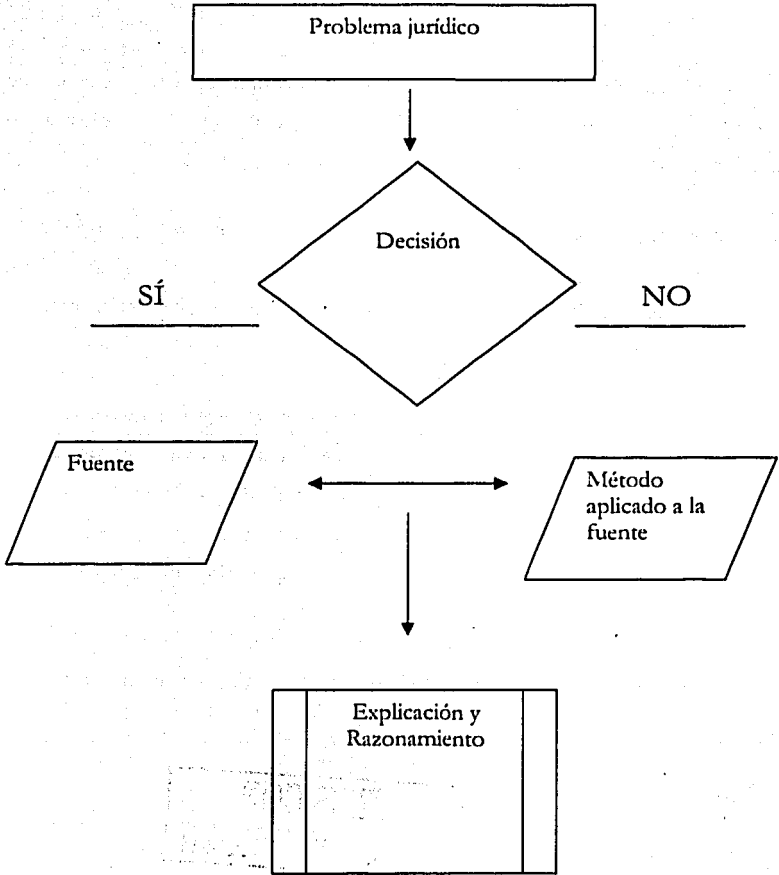 Problema jurídico
Decisión
SÍ
NO
Fuente
Método
aplicado a la
fuente
Explicación y
Razonamiento